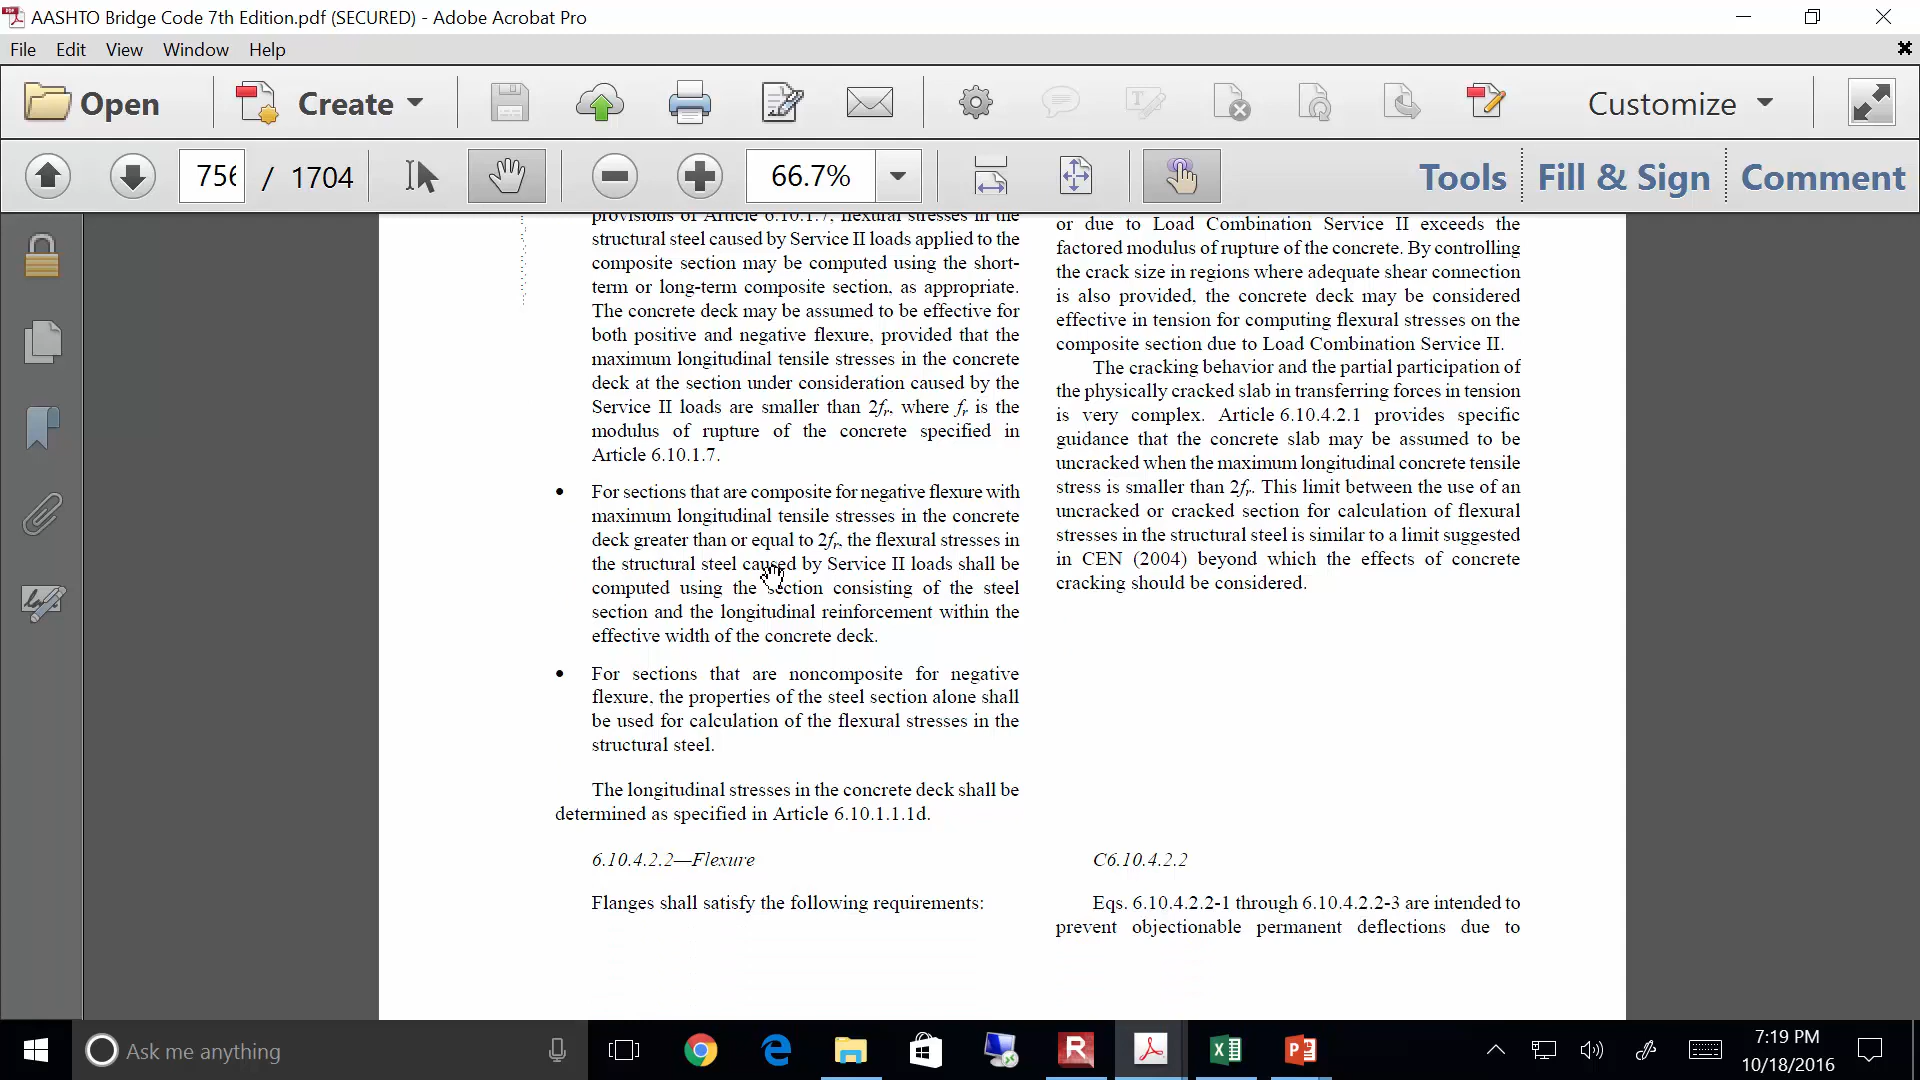 AASHTO Bridge Code 7th Edition.pdf (SECURED) - Adobe Acrobat Pro
File Edit View Window Help
Open Create Customize
756 / 1704 66.7% Tools Fill & Sign Comment
provisions of Article 6.10.1.7, flexural stresses in the
structural steel caused by Service II loads applied to the
composite section may be computed using the short-
term or long-term composite section, as appropriate.
The concrete deck may be assumed to be effective for
both positive and negative flexure, provided that the
maximum longitudinal tensile stresses in the concrete
deck at the section under consideration caused by the
Service II loads are smaller than 2fr, where fr is the
modulus of rupture of the concrete specified in
Article 6.10.1.7.
• For sections that are composite for negative flexure with
maximum longitudinal tensile stresses in the concrete
deck greater than or equal to 2fr, the flexural stresses in
the structural steel caused by Service II loads shall be
computed using the section consisting of the steel
section and the longitudinal reinforcement within the
effective width of the concrete deck.
• For sections that are noncomposite for negative
flexure, the properties of the steel section alone shall
be used for calculation of the flexural stresses in the
structural steel.
The longitudinal stresses in the concrete deck shall be
determined as specified in Article 6.10.1.1.1d.
6.10.4.2.2—Flexure
Flanges shall satisfy the following requirements:
or due to Load Combination Service II exceeds the
factored modulus of rupture of the concrete. By controlling
the crack size in regions where adequate shear connection
is also provided, the concrete deck may be considered
effective in tension for computing flexural stresses on the
composite section due to Load Combination Service II.
The cracking behavior and the partial participation of
the physically cracked slab in transferring forces in tension
is very complex. Article 6.10.4.2.1 provides specific
guidance that the concrete slab may be assumed to be
uncracked when the maximum longitudinal concrete tensile
stress is smaller than 2fr. This limit between the use of an
uncracked or cracked section for calculation of flexural
stresses in the structural steel is similar to a limit suggested
in CEN (2004) beyond which the effects of concrete
cracking should be considered.
C6.10.4.2.2
Eqs. 6.10.4.2.2-1 through 6.10.4.2.2-3 are intended to
prevent objectionable permanent deflections due to
Ask me anything
7:19 PM
10/18/2016